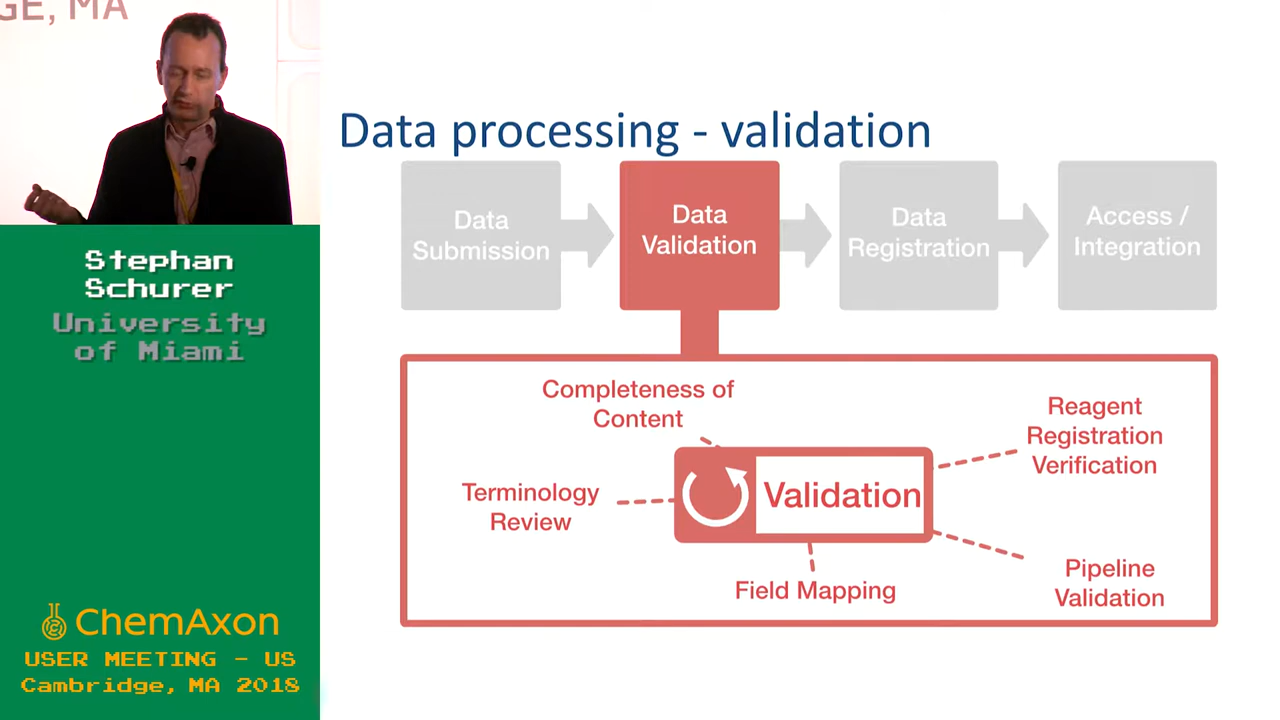 GE, MA
Stephan
Schurer
University
of Miami
ChemAxon
USER MEETING - US
Cambridge, MA 2018
Data processing - validation
Data
Submission
Data
Validation
Data
Registration
Access /
Integration
Completeness of
Content
Reagent
Registration
Verification
Terminology
Review
Validation
Field Mapping
Pipeline
Validation